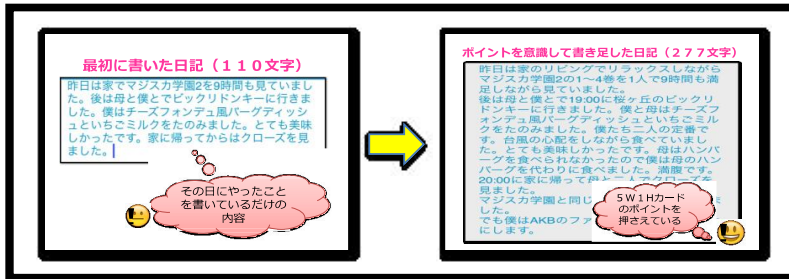 最初に書いた日記(110文字)
昨日は家でマジスカ学園2を9時間も見ていまし
た。後は母と僕とでビックリドンキーに行きま
した。僕はチーズフォンデュ風バーグディッシ
ュといちごミルクをたのみました。とても美味
しかったです。家に帰ってからはクローズを見
ました。
その日にやったこと
を書いているだけの
内容
ポイントを意識して書き足した日記(277文字)
昨日は家のリビングでリラックスしながら
マジスカ学園2の1~4巻を1人で9時間も満
足しながら見ていました。
後は母と僕とで19:00に桜ヶ丘のビックリ
ドンキーに行きました。僕と母はチーズフ
ォンデュ風バーグディッシュといちごミル
クをたのみました。僕たち二人の定番で
す。台風の心配をしながら食べていまし
た。とても美味しかったです。母はハンバ
ーグを食べられなかったので僕は母のハン
バーグを代わりに食べました。満腹です。
20:00に家に帰って母と二人でクローズを
見ました。
マジスカ学園と同じ
した。
でも僕はAKBのファ
にします。
5W1Hカード
のポイントを
押さえている